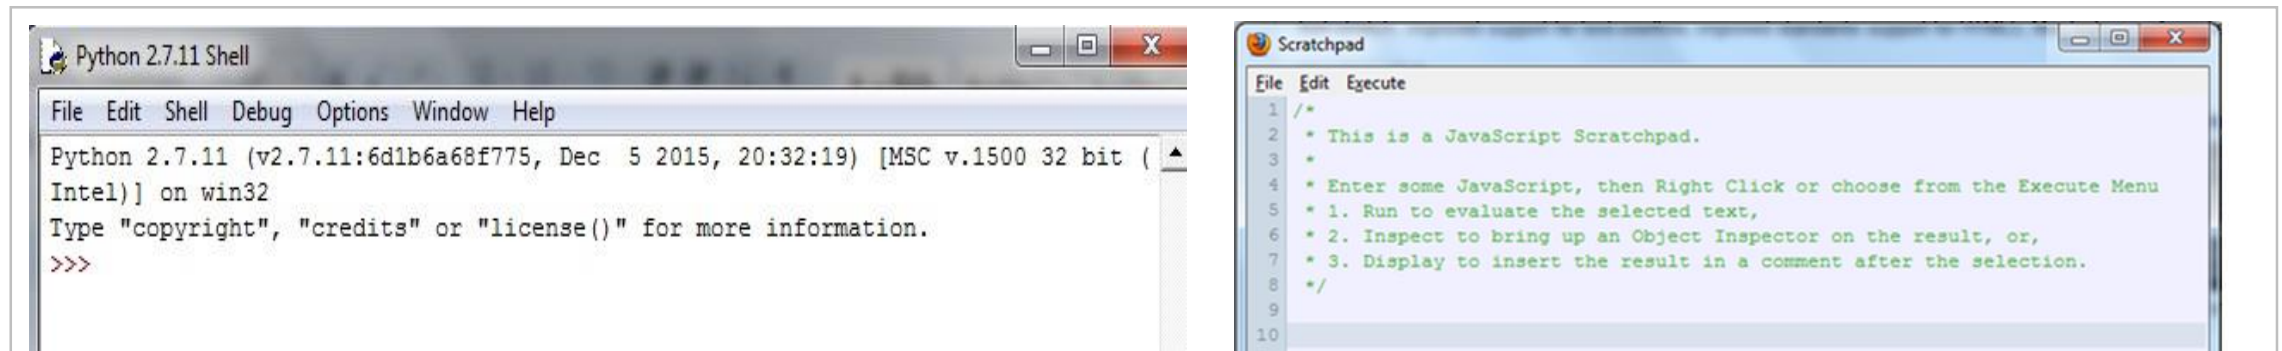 Python 2.7.11 Shell
File Edit Shell Debug Options Window Help
Python 2.7.11 (v2.7.11:6d1b6a68f775, Dec  5 2015, 20:32:19) [MSC v.1500 32 bit (
Intel)] on win32
Type "copyright", "credits" or "license()" for more information.
>>>
Scratchpad
File Edit Execute
1 /*
2  * This is a JavaScript Scratchpad.
3  *
4  * Enter some JavaScript, then Right Click or choose from the Execute Menu
5  * 1. Run to evaluate the selected text,
6  * 2. Inspect to bring up an Object Inspector on the result, or,
7  * 3. Display to insert the result in a comment after the selection.
8  */
9
10